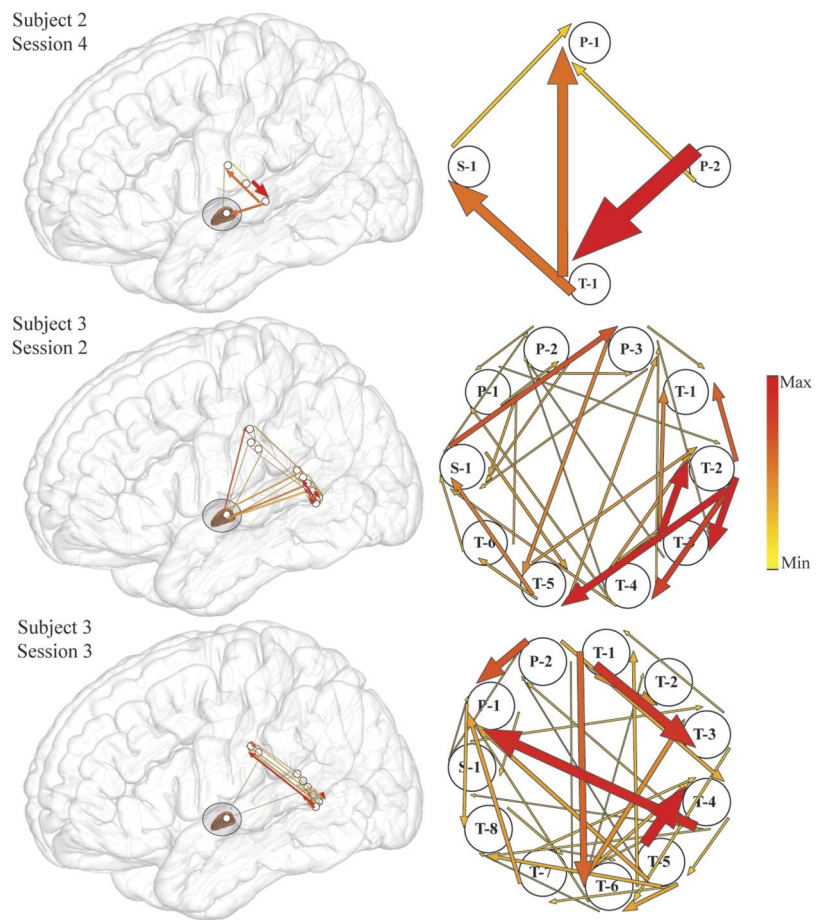 Subject 2
Session 4
P-1
S-1
P-2
T-1
Subject 3
Session 2
P-2
P-3
P-1
T-1
S-1
T-2
T-6
T-3
T-5
T-4
Max
Min
Subject 3
Session 3
P-2
T-1
T-2
P-1
T-3
S-1
T-4
T-8
T-5
T-7
T-6